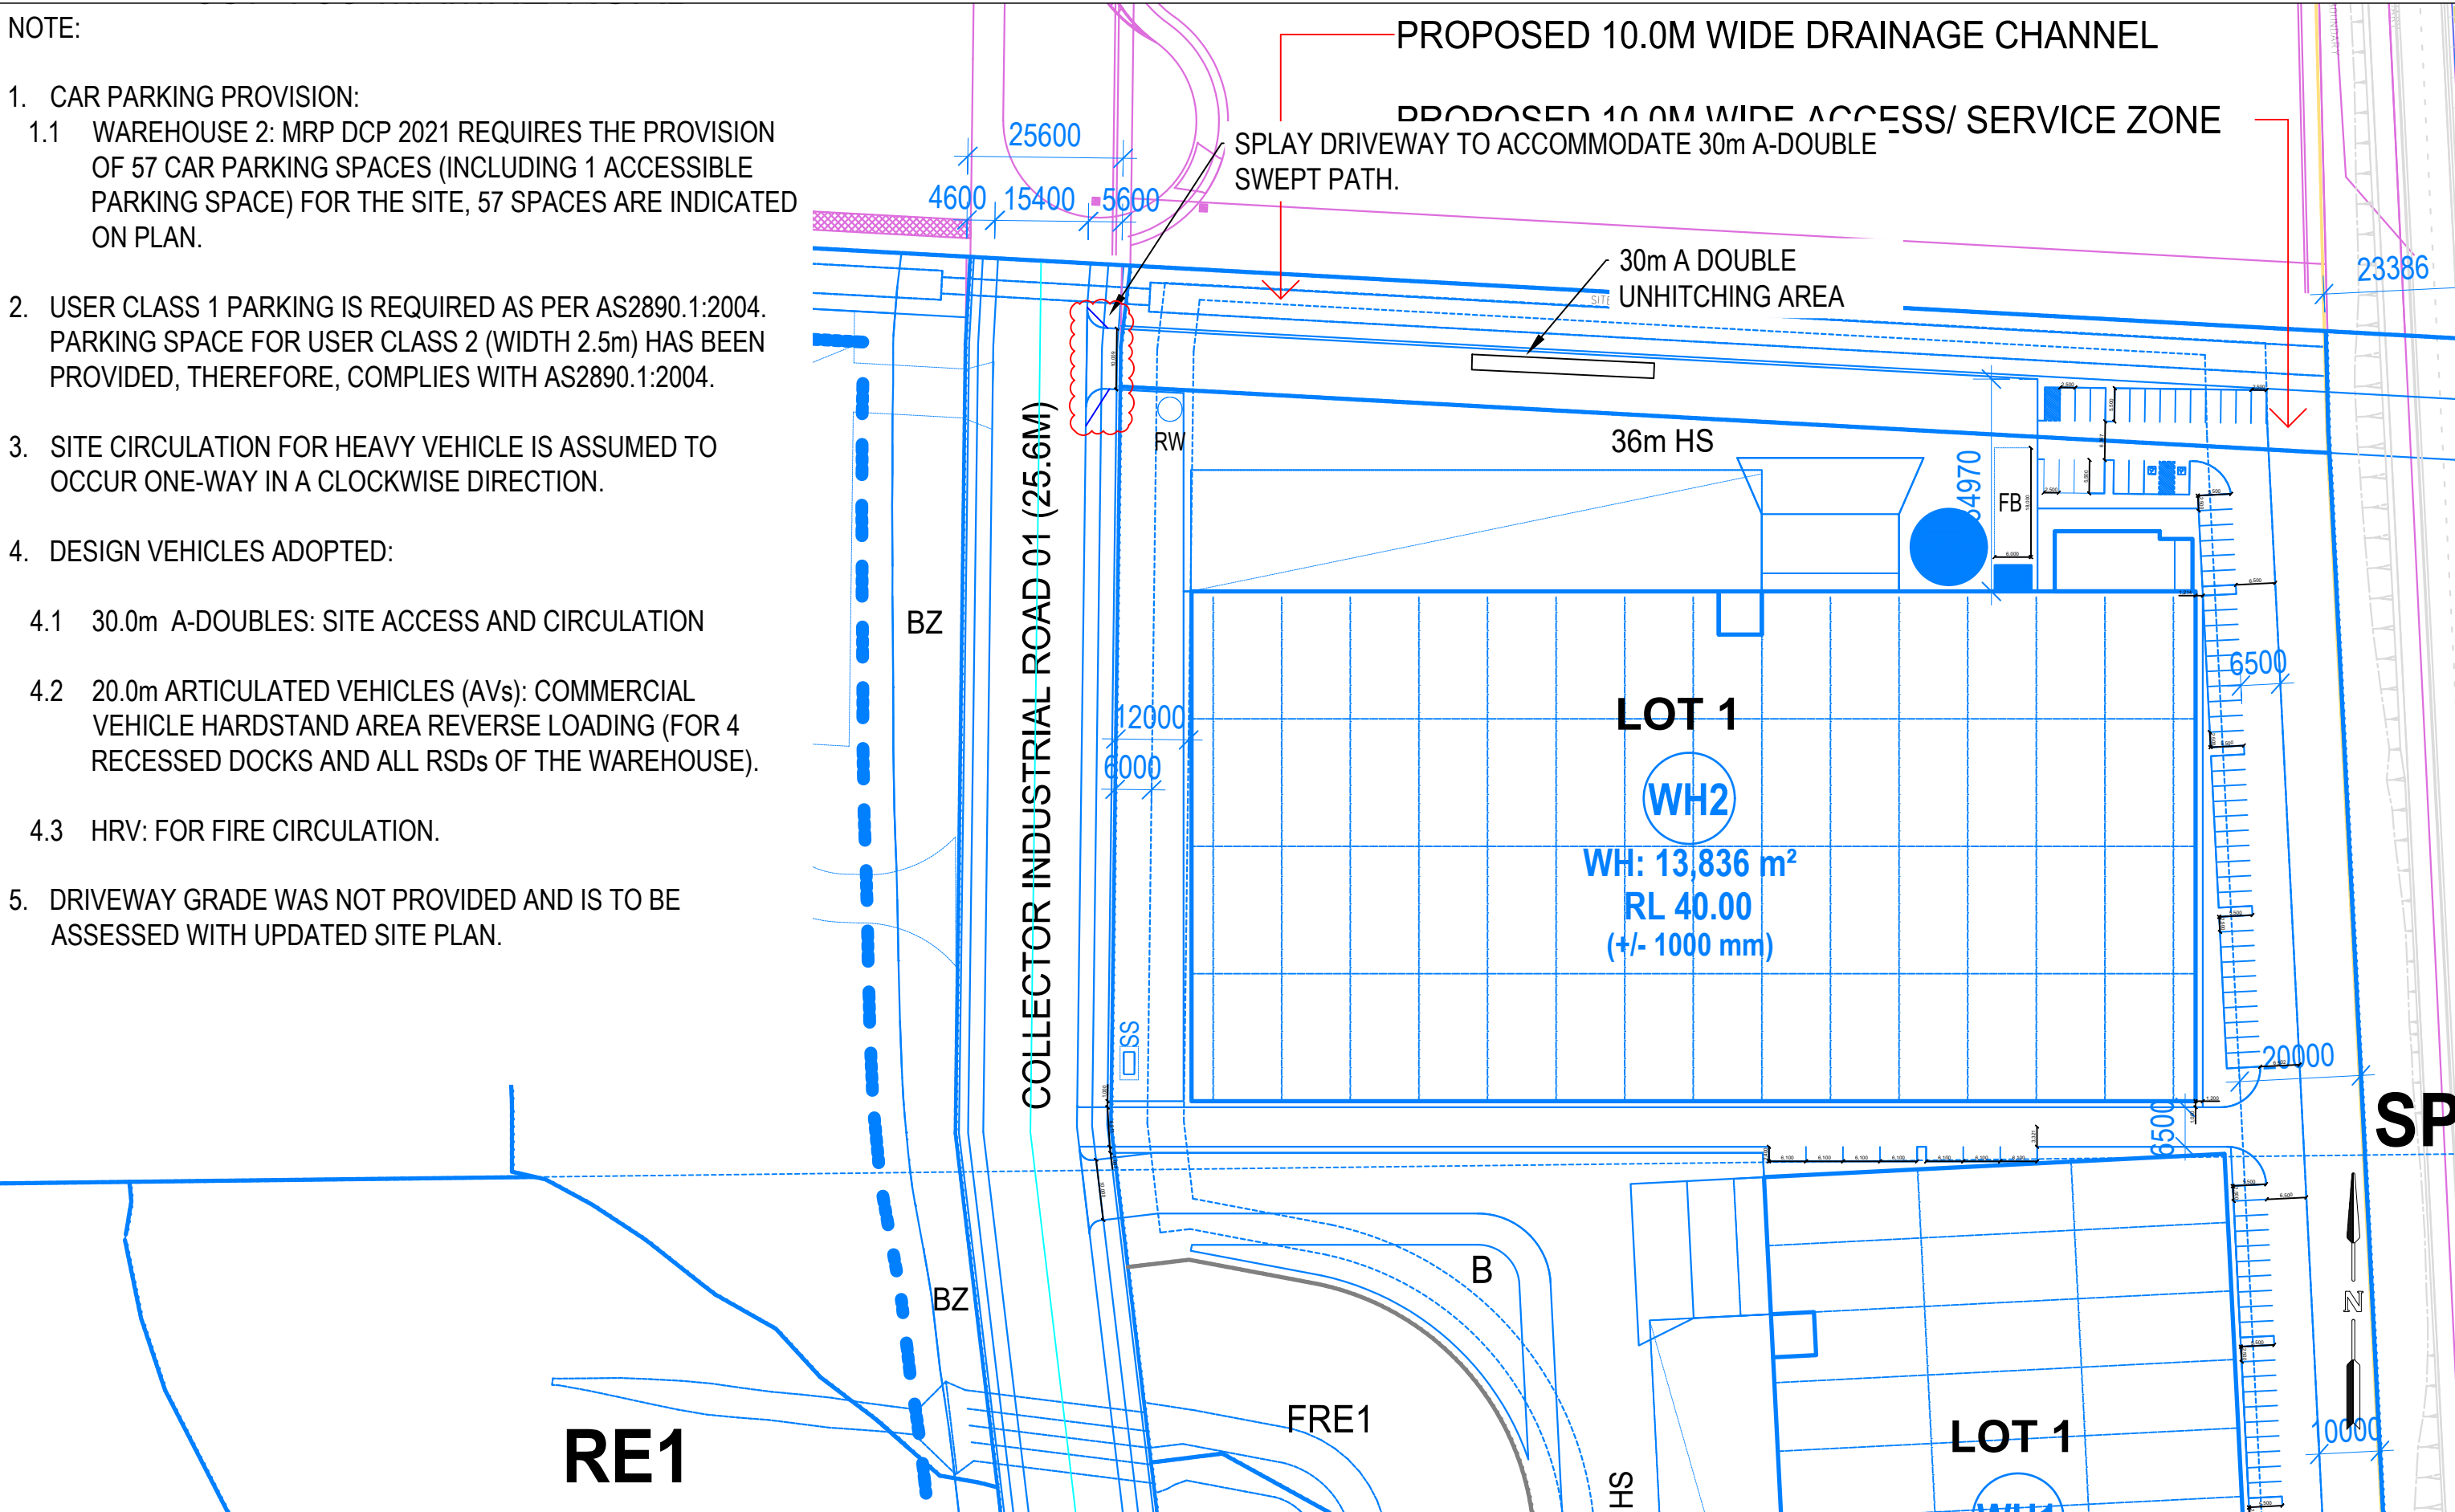 NOTE:
1. CAR PARKING PROVISION:
1.1 WAREHOUSE 2: MRP DCP 2021 REQUIRES THE PROVISION
OF 57 CAR PARKING SPACES (INCLUDING 1 ACCESSIBLE
PARKING SPACE) FOR THE SITE, 57 SPACES ARE INDICATED
ON PLAN.
2. USER CLASS 1 PARKING IS REQUIRED AS PER AS2890.1:2004.
PARKING SPACE FOR USER CLASS 2 (WIDTH 2.5m) HAS BEEN
PROVIDED, THEREFORE, COMPLIES WITH AS2890.1:2004.
3. SITE CIRCULATION FOR HEAVY VEHICLE IS ASSUMED TO
OCCUR ONE-WAY IN A CLOCKWISE DIRECTION.
4. DESIGN VEHICLES ADOPTED:
4.1 30.0m A-DOUBLES: SITE ACCESS AND CIRCULATION
4.2 20.0m ARTICULATED VEHICLES (AVs): COMMERCIAL
VEHICLE HARDSTAND AREA REVERSE LOADING (FOR 4
RECESSED DOCKS AND ALL RSDs OF THE WAREHOUSE).
4.3 HRV: FOR FIRE CIRCULATION.
5. DRIVEWAY GRADE WAS NOT PROVIDED AND IS TO BE
ASSESSED WITH UPDATED SITE PLAN.
PROPOSED 10.0M WIDE DRAINAGE CHANNEL
PROPOSED 10.0M WIDE ACCESS/ SERVICE ZONE
SPLAY DRIVEWAY TO ACCOMMODATE 30m A-DOUBLE
SWEPT PATH.
25600
4600 15400 5600
30m A DOUBLE
UNHITCHING AREA
SITE
23386
RW
36m HS
FB
BZ
COLLECTOR INDUSTRIAL ROAD 01 (25.6M)
12000
6000
LOT 1
WH2
WH: 13,836 m²
RL 40.00
(+/- 1000 mm)
6500
SS
20000
6500
SP
B
BZ
N
FRE1
RE1
HS
LOT 1
10000
WH1